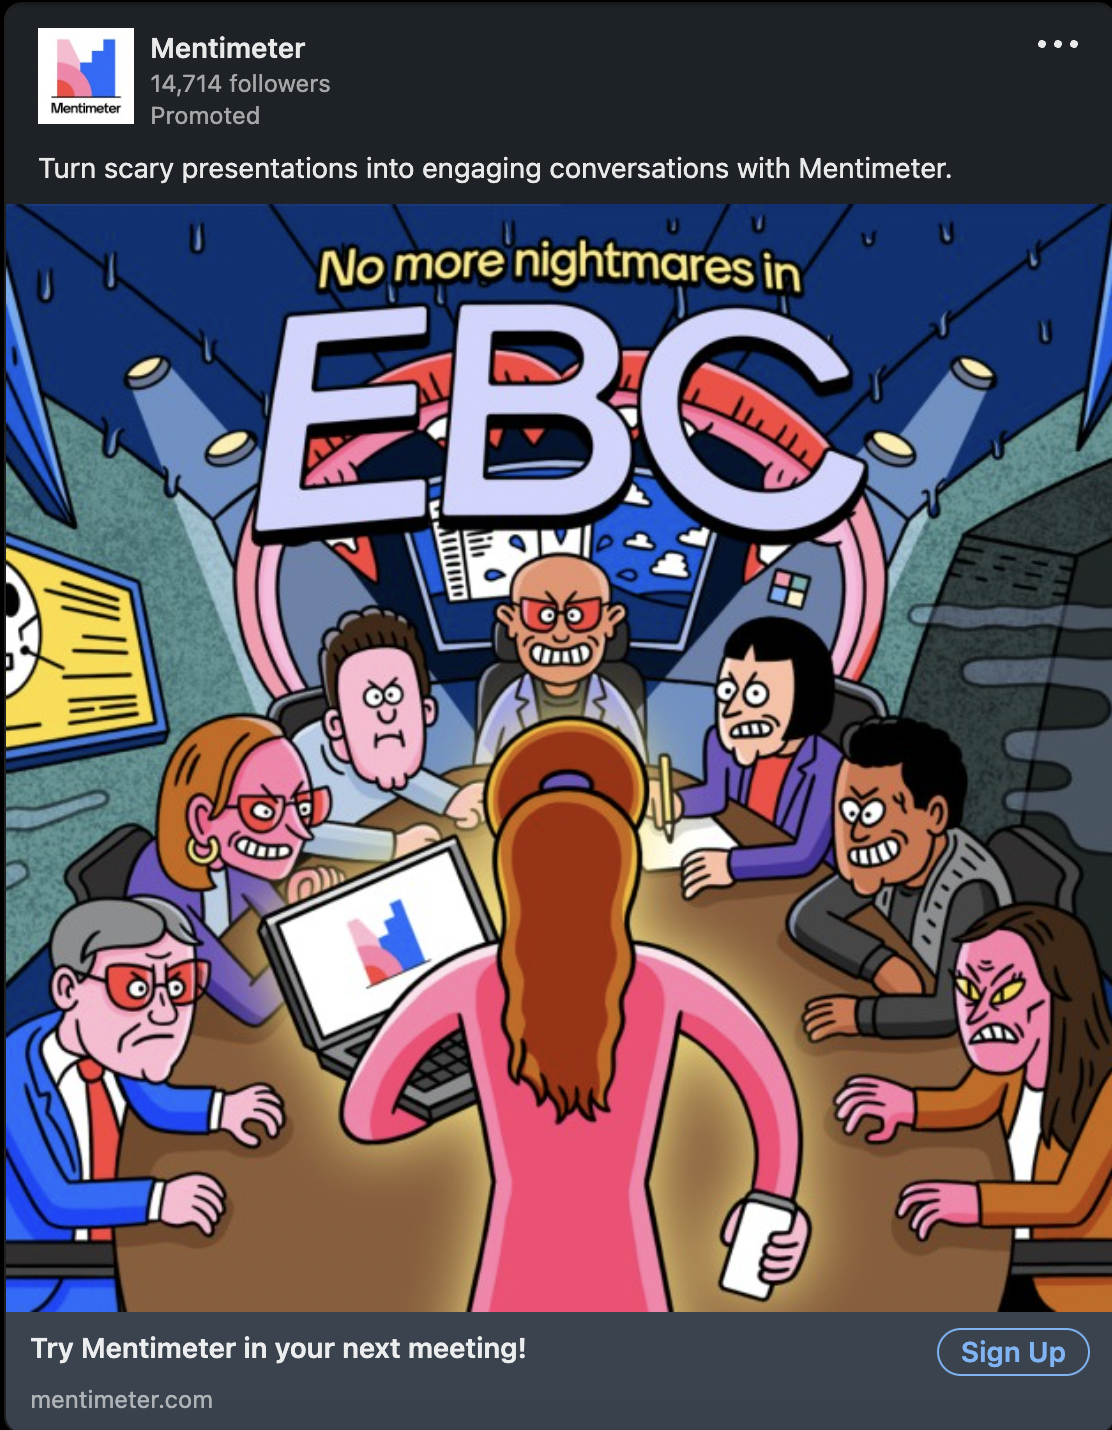 Mentimeter
Mentimeter
14,714 followers
Promoted
Turn scary presentations into engaging conversations with Mentimeter.
No more nightmares in
EBC
Try Mentimeter in your next meeting!
Sign Up
mentimeter.com